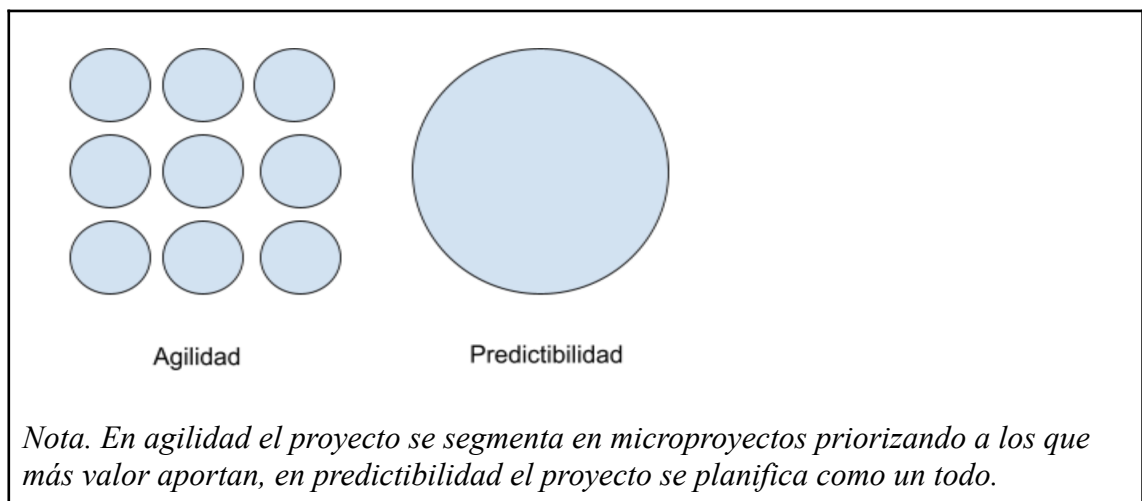 Agilidad
Predictibilidad
Nota. En agilidad el proyecto se segmenta en microproyectos priorizando a los que
más valor aportan, en predictibilidad el proyecto se planifica como un todo.